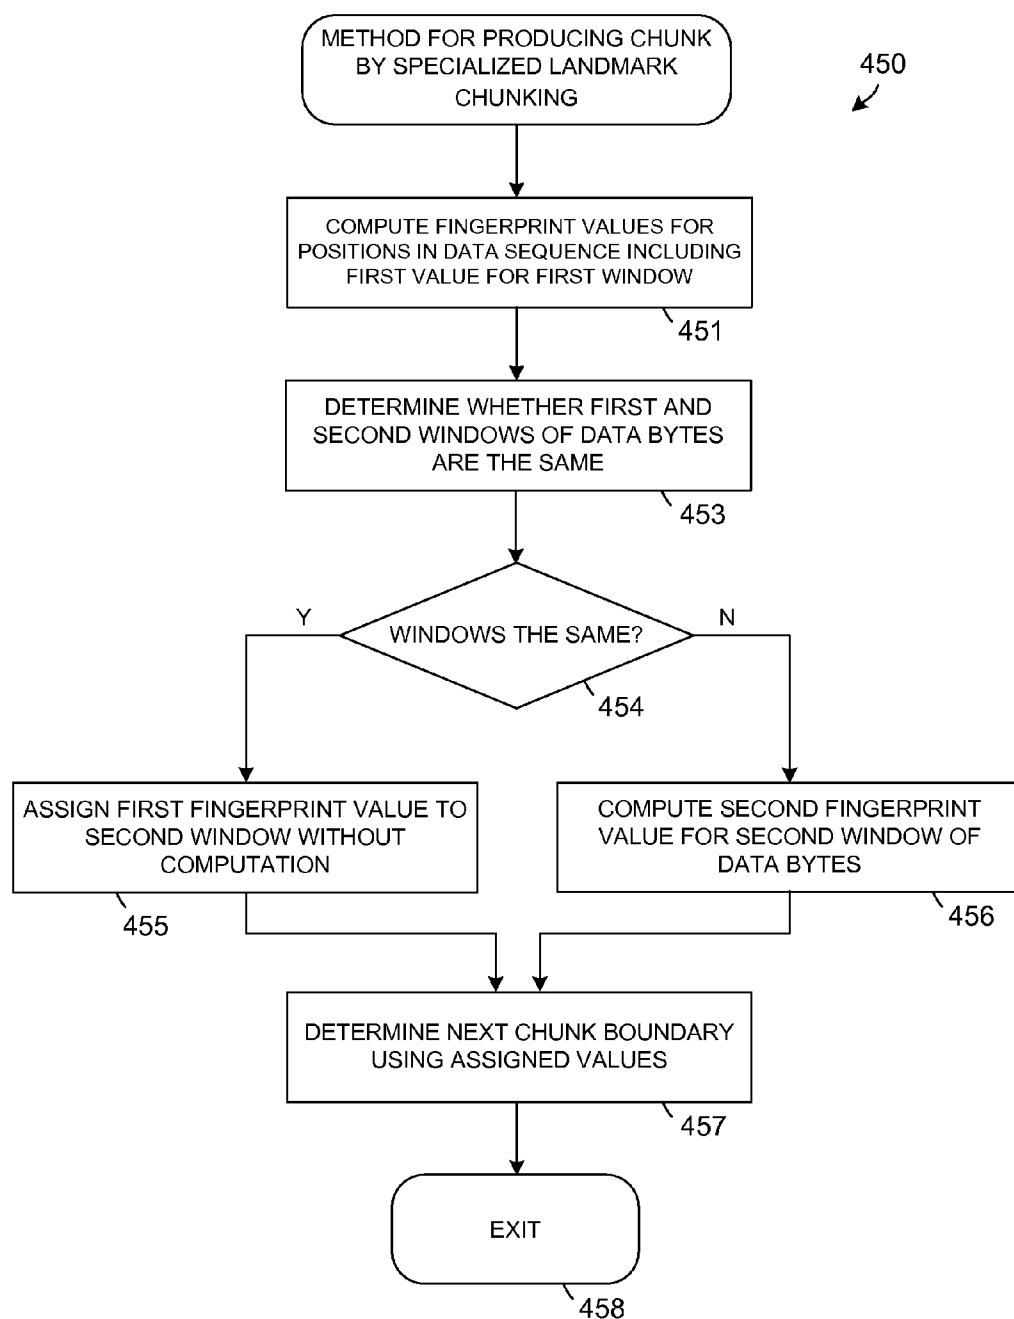 METHOD FOR PRODUCING CHUNK
BY SPECIALIZED LANDMARK
CHUNKING
450
COMPUTE FINGERPRINT VALUES FOR
POSITIONS IN DATA SEQUENCE INCLUDING
FIRST VALUE FOR FIRST WINDOW
451
DETERMINE WHETHER FIRST AND
SECOND WINDOWS OF DATA BYTES
ARE THE SAME
453
Y
N
WINDOWS THE SAME?
454
ASSIGN FIRST FINGERPRINT VALUE TO
SECOND WINDOW WITHOUT
COMPUTATION
455
COMPUTE SECOND FINGERPRINT
VALUE FOR SECOND WINDOW OF
DATA BYTES
456
DETERMINE NEXT CHUNK BOUNDARY
USING ASSIGNED VALUES
457
EXIT
458